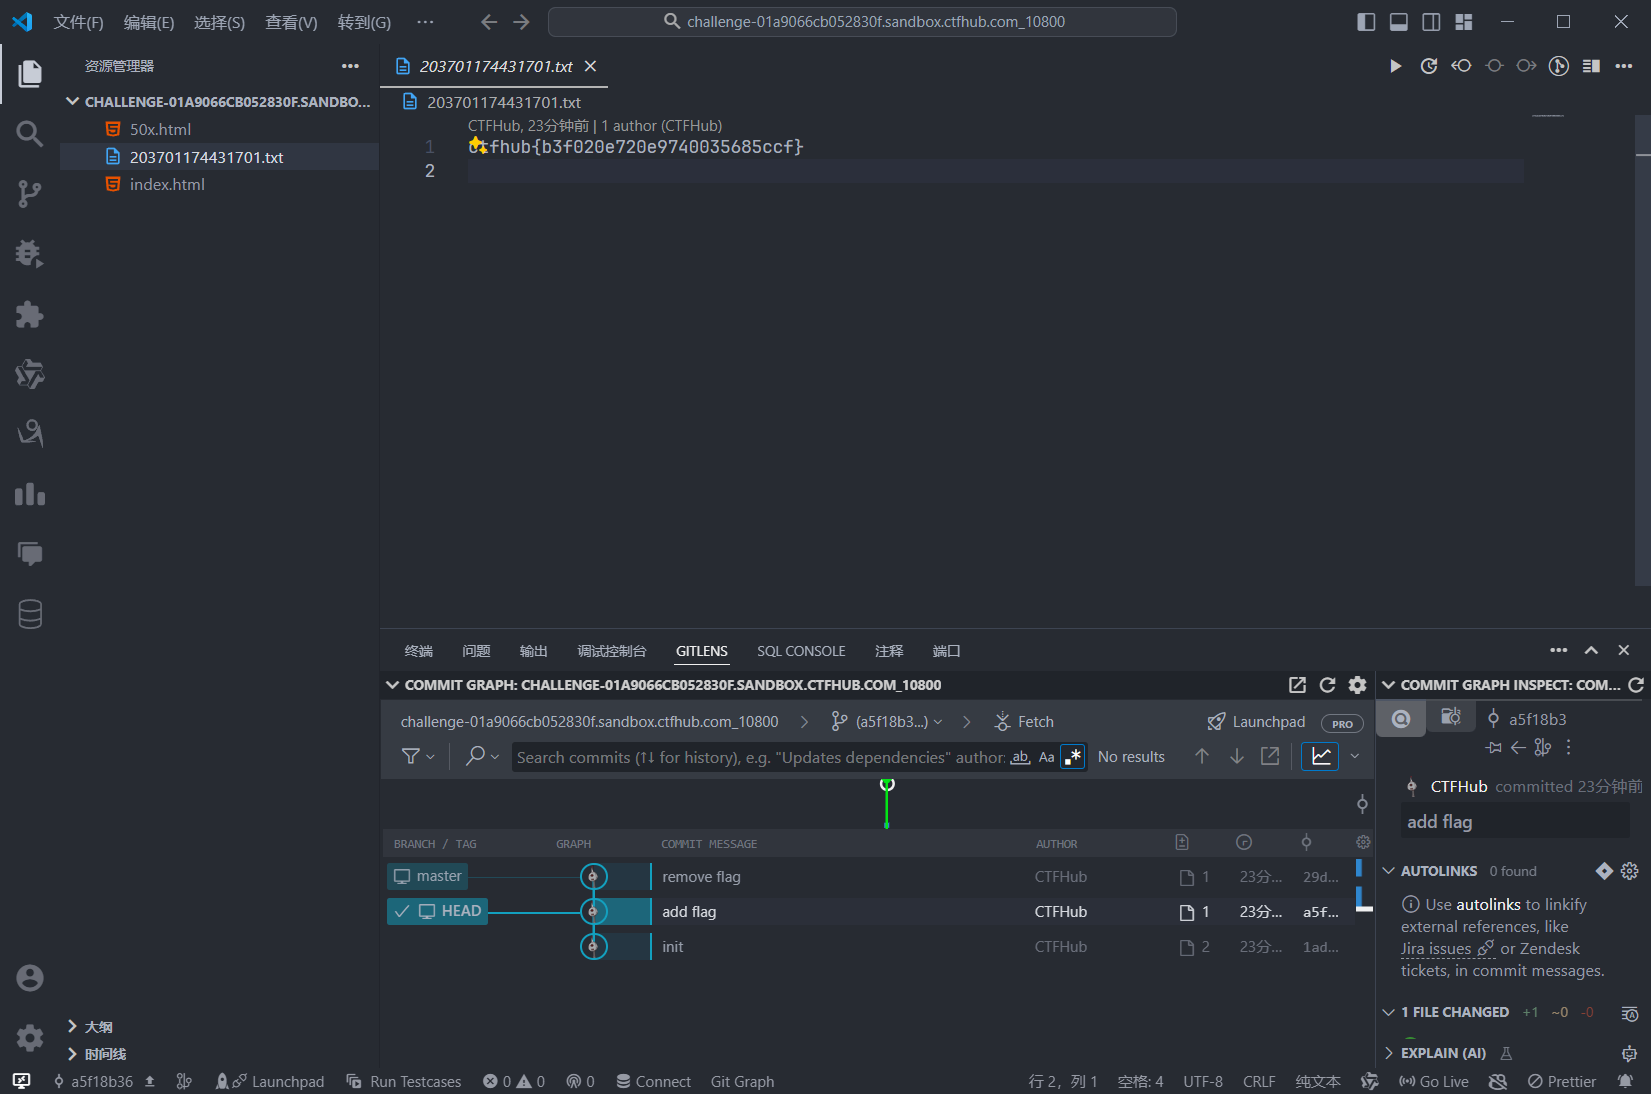 文件(F) 编辑(E) 选择(S) 查看(V) 转到(G) ··· challenge-01a9066cb052830f.sandbox.ctfhub.com_10800
资源管理器
CHALLENGE-01A9066CB052830F.SANDBO...
50x.html
203701174431701.txt
index.html
203701174431701.txt
203701174431701.txt
CTFHub, 23分钟前 | 1 author (CTFHub)
1 ctfhub{b3f020e720e9740035685ccf}
2
终端 问题 输出 调试控制台 GITLENS SQL CONSOLE 注释 端口
COMMIT GRAPH: CHALLENGE-01A9066CB052830F.SANDBOX.CTFHUB.COM_10800
challenge-01a9066cb052830f.sandbox.ctfhub.com_10800 (a5f18b3...) Fetch Launchpad PRO
Search commits (↑↓ for history), e.g. "Updates dependencies" author: ab Aa .* No results
BRANCH / TAG GRAPH COMMIT MESSAGE AUTHOR
master remove flag CTFHub 1 23分... 29d...
HEAD add flag CTFHub 1 23分... a5f...
init CTFHub 2 23分... 1ad...
COMMIT GRAPH INSPECT: COM...
a5f18b3
CTFHub committed 23分钟前
add flag
AUTOLINKS 0 found
Use autolinks to linkify
external references, like
Jira issues or Zendesk
tickets, in commit messages.
1 FILE CHANGED +1 ~0 -0
EXPLAIN (AI)
大纲
时间线
a5f18b36 Launchpad Run Testcases 0 0 0 Connect Git Graph 行 2，列 1 空格: 4 UTF-8 CRLF 纯文本 Go Live Prettier